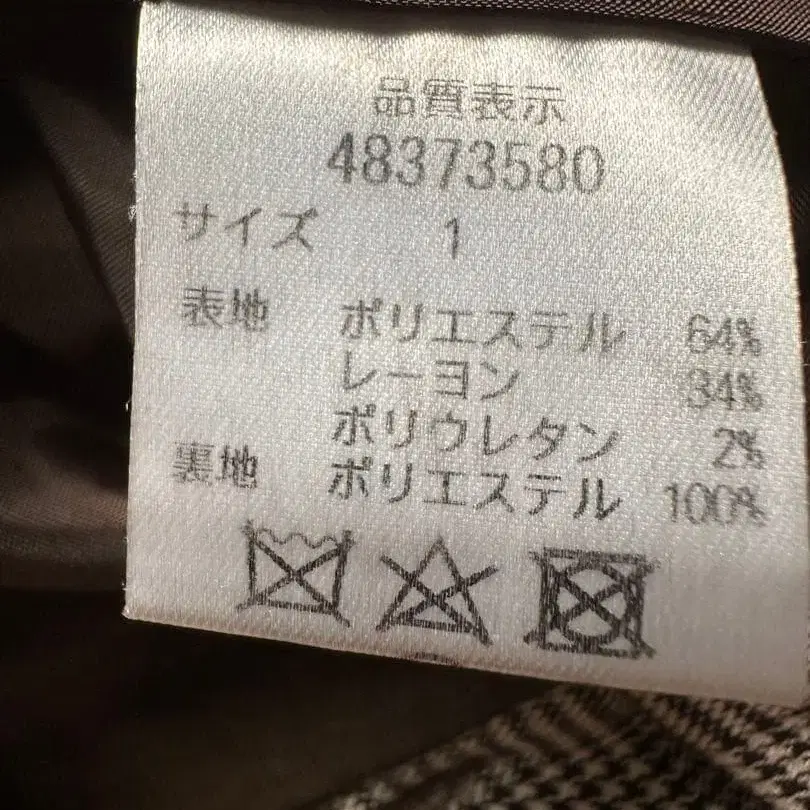 品質表示
48373580
サイズ 1
表地 ポリエステル 64%
レーヨン 34%
ポリウレタン 2%
裏地 ポリエステル 100%